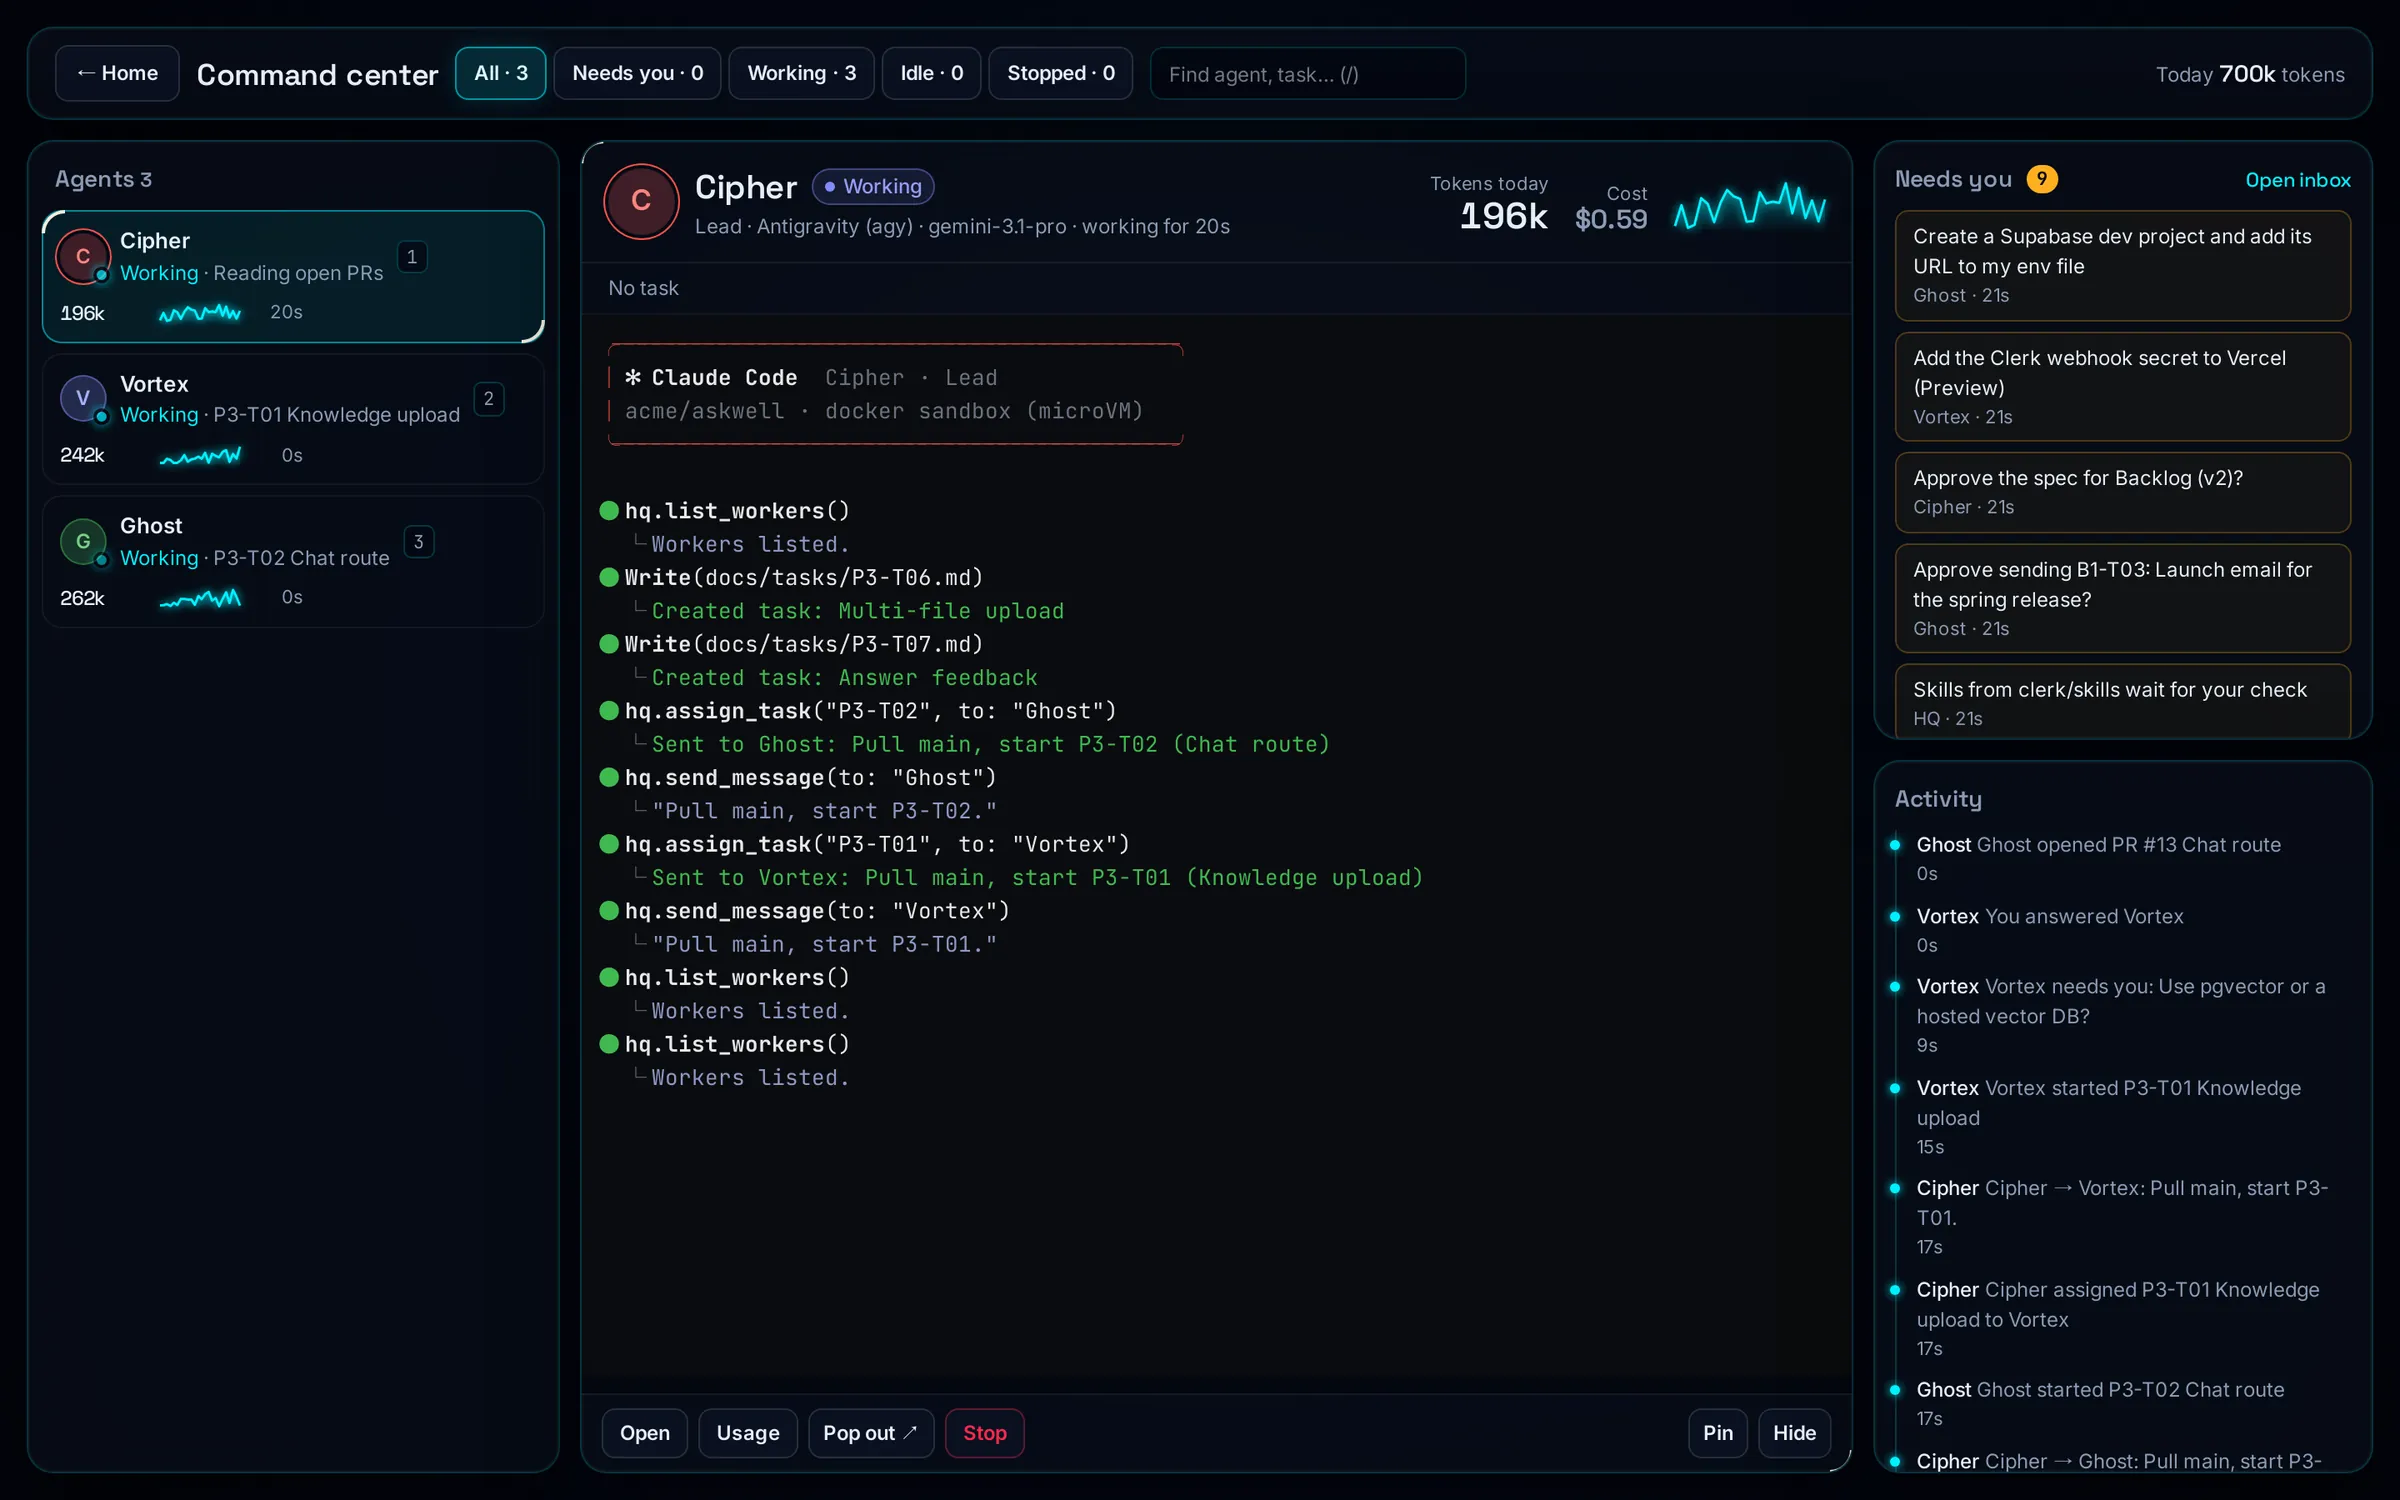 ← Home
Command center
All · 3
Needs you · 0
Working · 3
Idle · 0
Stopped · 0
Find agent, task... (/)
Today 700k tokens
Agents 3
C
Cipher
Working · Reading open PRs
1
196k
20s
V
Vortex
Working · P3-T01 Knowledge upload
2
242k
0s
G
Ghost
Working · P3-T02 Chat route
3
262k
0s
C
Cipher
Working
Lead · Antigravity (agy) · gemini-3.1-pro · working for 20s
Tokens today
196k
Cost
$0.59
No task
✻ Claude Code Cipher · Lead
acme/askwell · docker sandbox (microVM)
hq.list_workers()
Workers listed.
Write(docs/tasks/P3-T06.md)
Created task: Multi-file upload
Write(docs/tasks/P3-T07.md)
Created task: Answer feedback
hq.assign_task("P3-T02", to: "Ghost")
Sent to Ghost: Pull main, start P3-T02 (Chat route)
hq.send_message(to: "Ghost")
"Pull main, start P3-T02."
hq.assign_task("P3-T01", to: "Vortex")
Sent to Vortex: Pull main, start P3-T01 (Knowledge upload)
hq.send_message(to: "Vortex")
"Pull main, start P3-T01."
hq.list_workers()
Workers listed.
hq.list_workers()
Workers listed.
Open
Usage
Pop out ↗
Stop
Pin
Hide
Needs you 9
Open inbox
Create a Supabase dev project and add its
URL to my env file
Ghost · 21s
Add the Clerk webhook secret to Vercel
(Preview)
Vortex · 21s
Approve the spec for Backlog (v2)?
Cipher · 21s
Approve sending B1-T03: Launch email for
the spring release?
Ghost · 21s
Skills from clerk/skills wait for your check
HQ · 21s
Activity
Ghost Ghost opened PR #13 Chat route
0s
Vortex You answered Vortex
0s
Vortex Vortex needs you: Use pgvector or a
hosted vector DB?
9s
Vortex Vortex started P3-T01 Knowledge
upload
15s
Cipher Cipher → Vortex: Pull main, start P3-
T01.
17s
Cipher Cipher assigned P3-T01 Knowledge
upload to Vortex
17s
Ghost Ghost started P3-T02 Chat route
17s
Cipher Cipher → Ghost: Pull main, start P3-